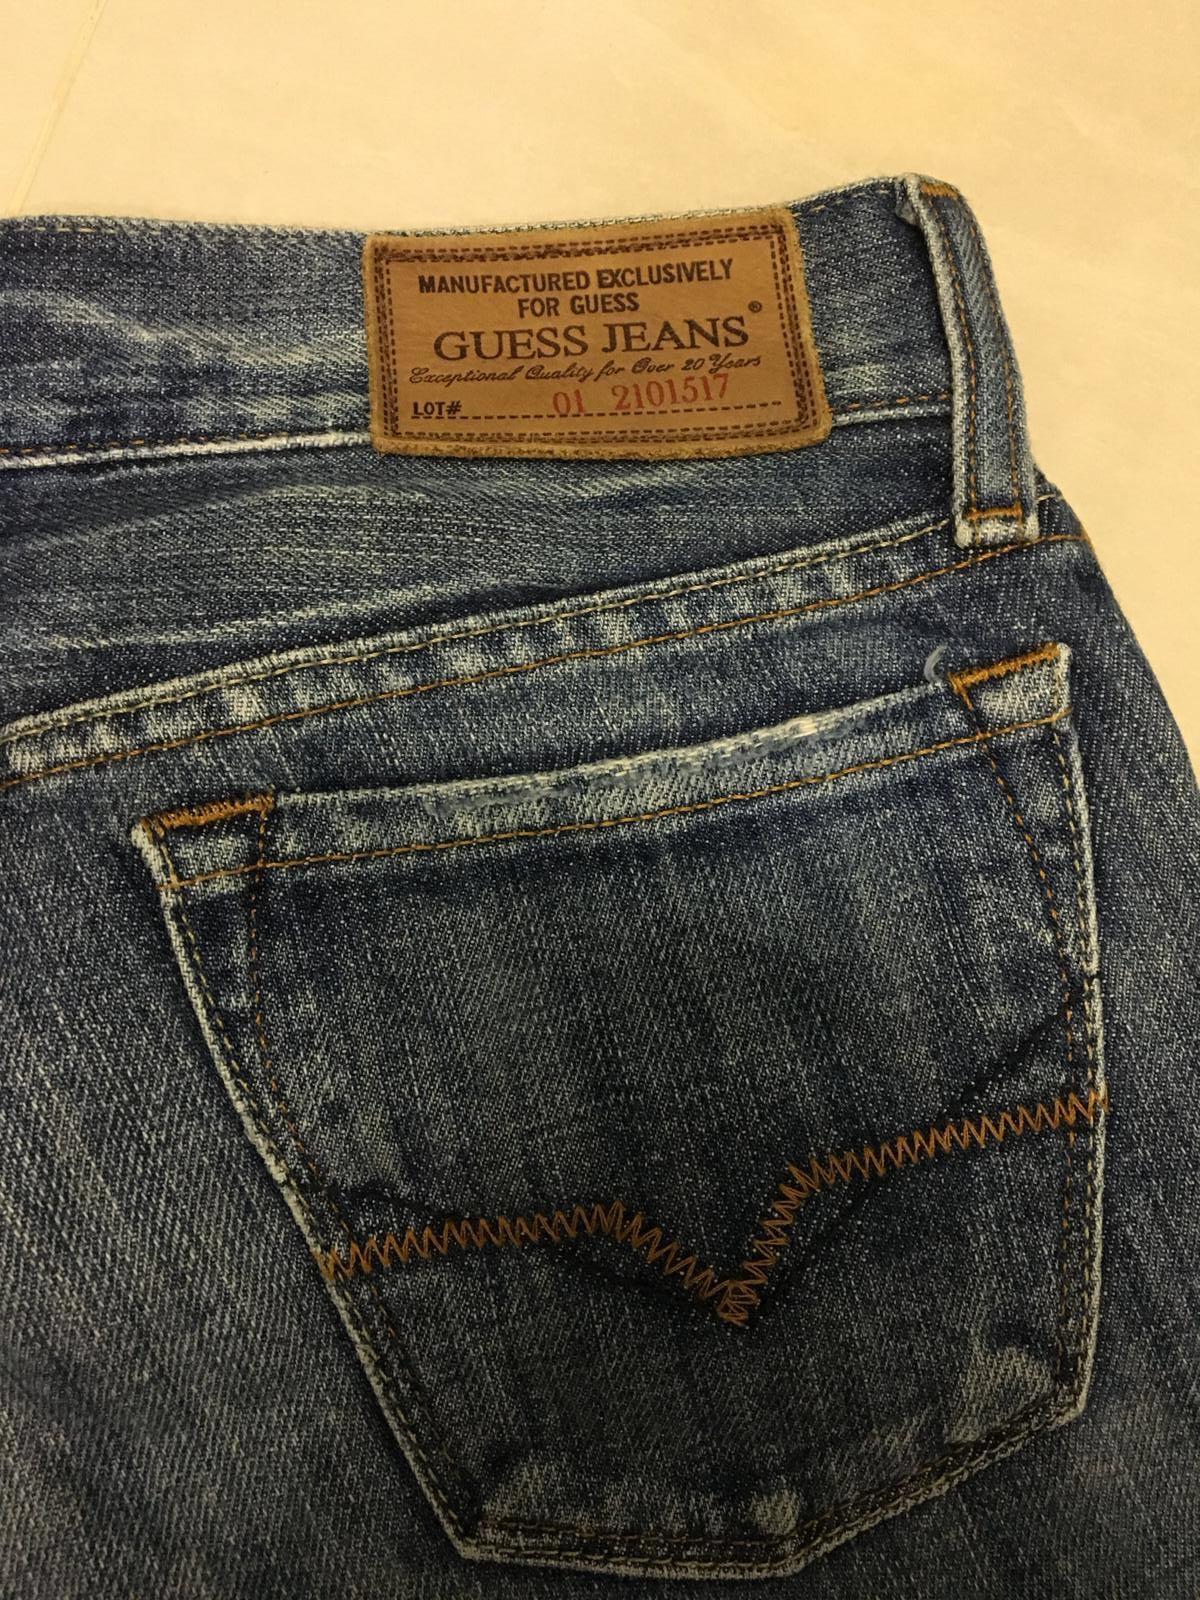 MANUFACTURED EXCLUSIVELY
FOR GUESS
GUESS JEANS®
Exceptional Quality for Over 20 Years
LOT# 01 2101517